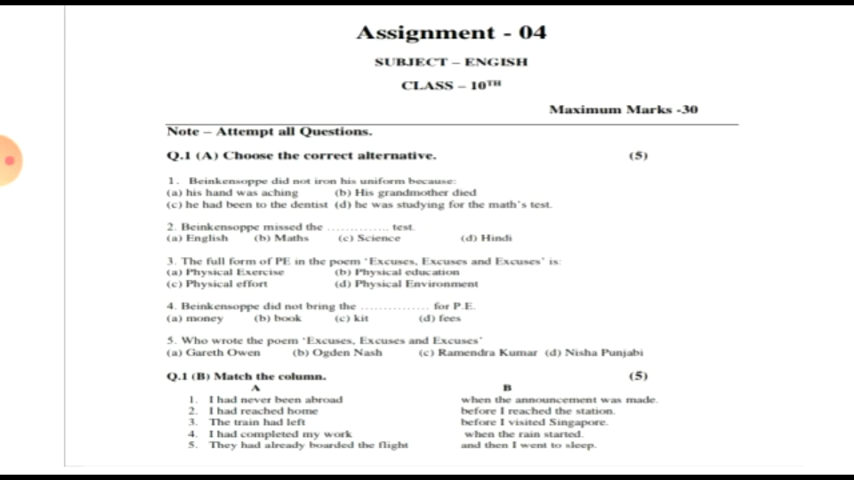 Assignment - 04
SUBJECT – ENGISH
CLASS – 10TH
Maximum Marks -30
Note – Attempt all Questions.
Q.1 (A) Choose the correct alternative. (5)
1. Beinkensoppe did not iron his uniform because:
(a) his hand was aching (b) His grandmother died
(c) he had been to the dentist (d) he was studying for the math's test.
2. Beinkensoppe missed the .............. test.
(a) English (b) Maths (c) Science (d) Hindi
3. The full form of PE in the poem 'Excuses, Excuses and Excuses' is:
(a) Physical Exercise (b) Physical education
(c) Physical effort (d) Physical Environment
4. Beinkensoppe did not bring the ............... for P.E.
(a) money (b) book (c) kit (d) fees
5. Who wrote the poem 'Excuses, Excuses and Excuses'
(a) Gareth Owen (b) Ogden Nash (c) Ramendra Kumar (d) Nisha Punjabi
Q.1 (B) Match the column. (5)
A B
1. I had never been abroad when the announcement was made.
2. I had reached home before I reached the station.
3. The train had left before I visited Singapore.
4. I had completed my work when the rain started.
5. They had already boarded the flight and then I went to sleep.